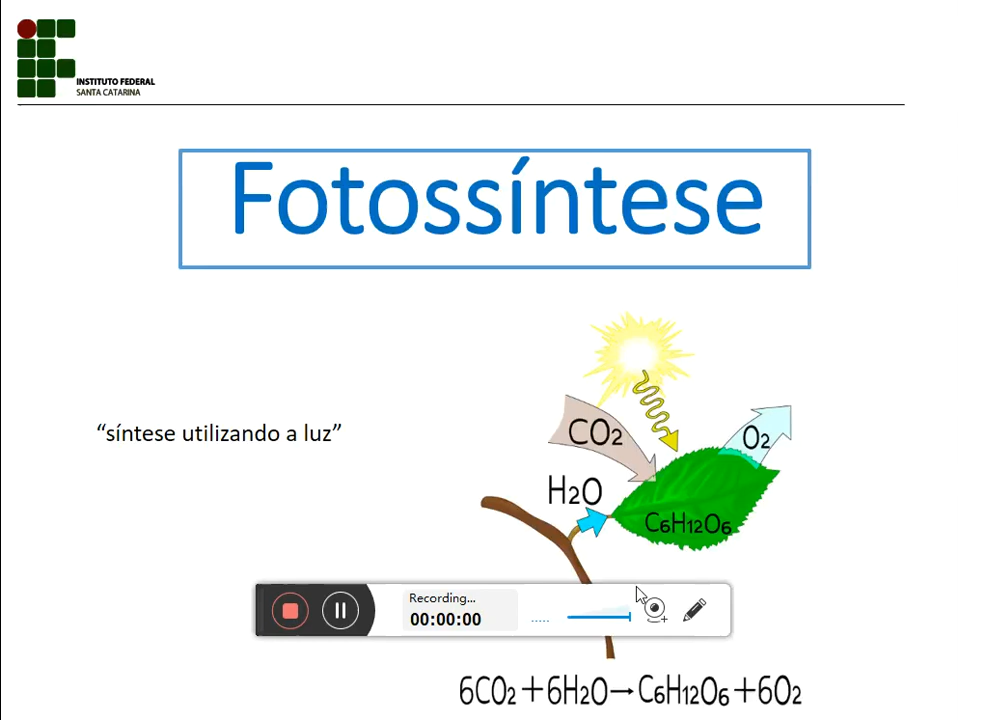 INSTITUTO FEDERAL
SANTA CATARINA
Fotossíntese
“síntese utilizando a luz”
CO2
O2
H2O
C6H12O6
Recording...
00:00:00
6CO2+6H2O→C6H12O6+6O2